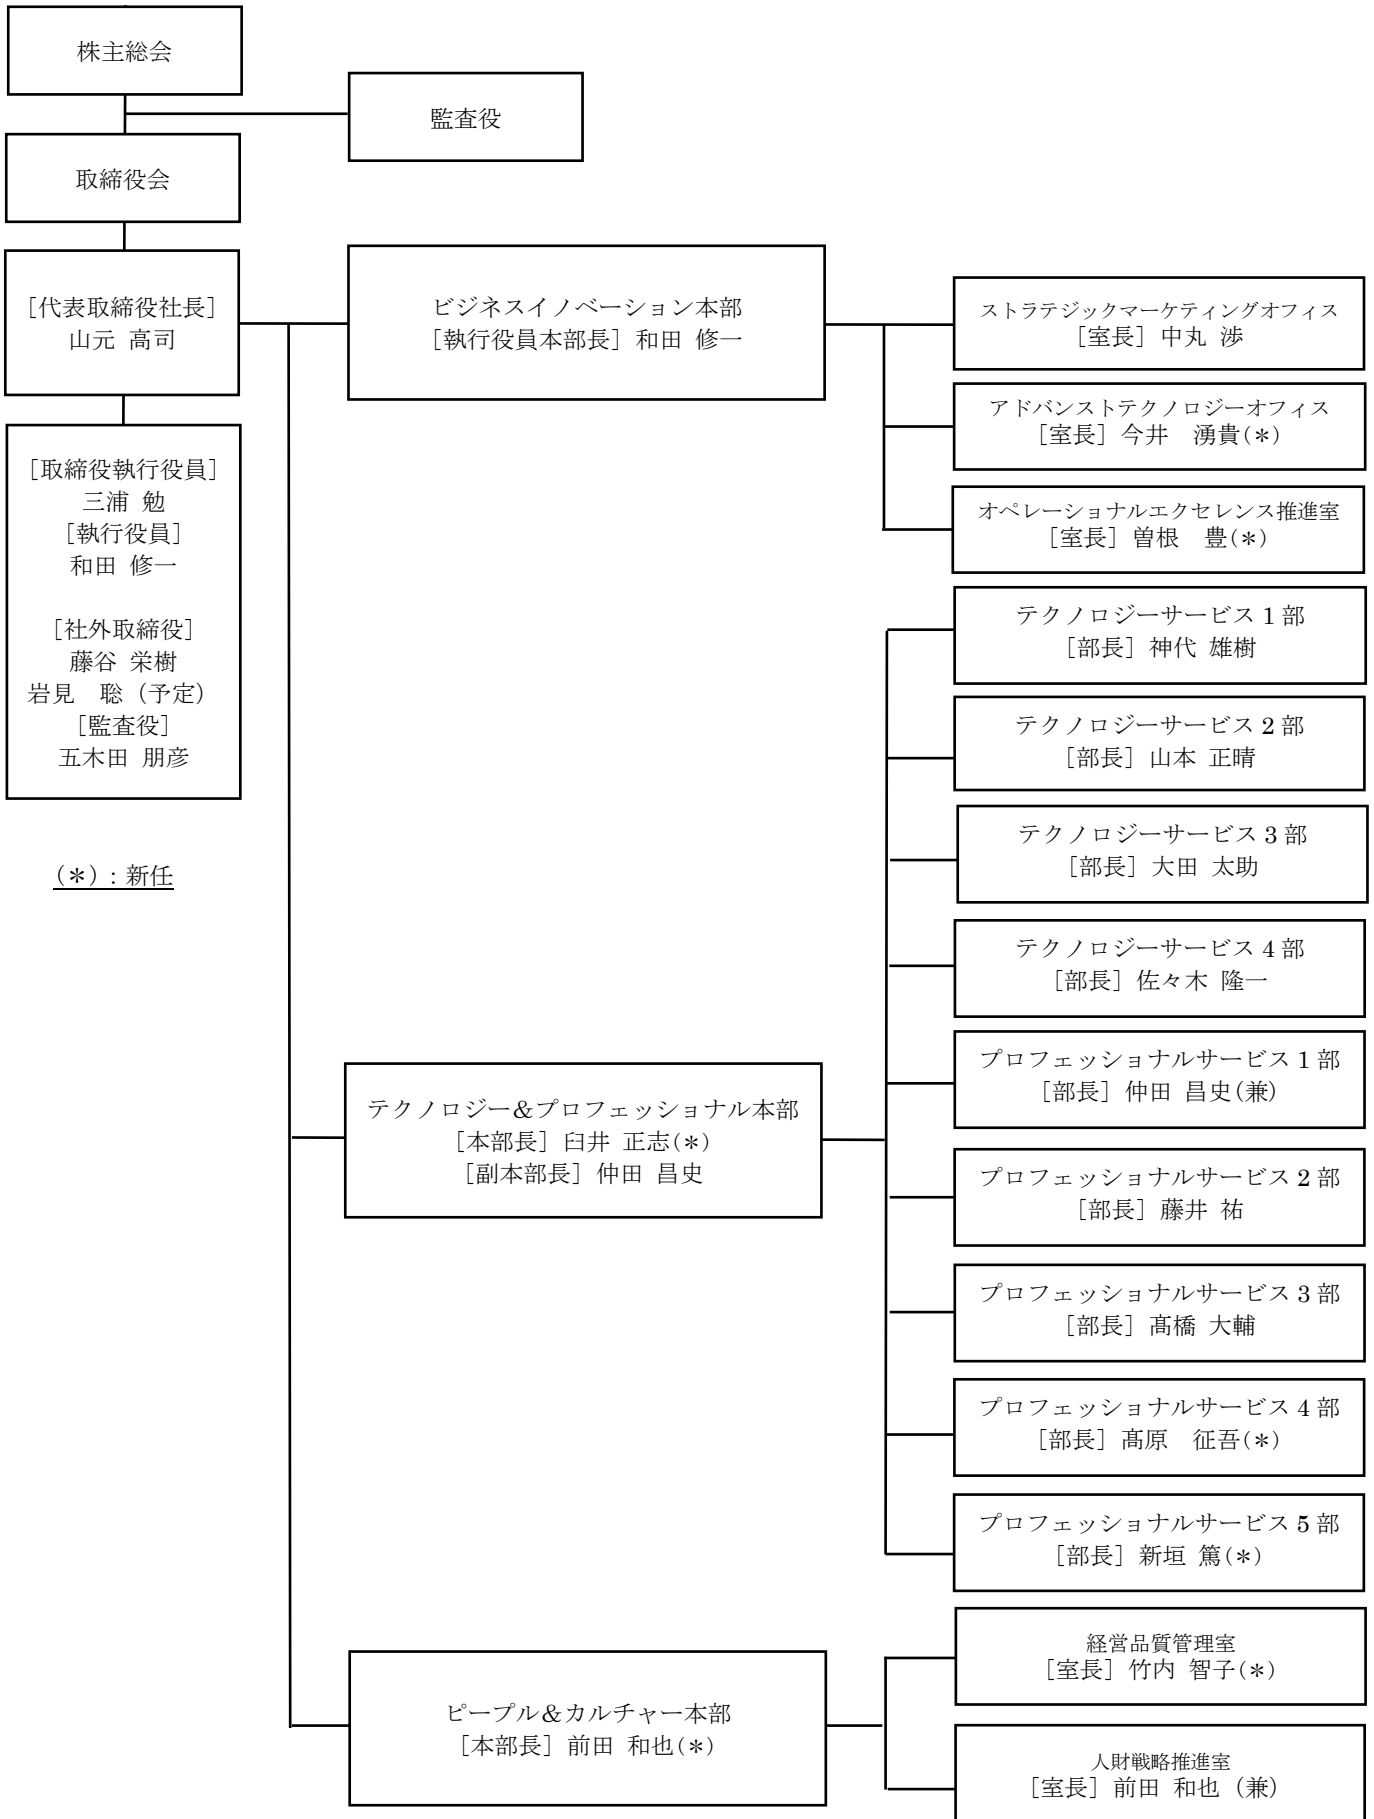 株主総会
監査役
取締役会
[代表取締役社長]
山元 高司
[取締役執行役員]
三浦 勉
[執行役員]
和田 修一
[社外取締役]
藤谷 栄樹
岩見　聡（予定）
[監査役]
五木田 朋彦
(＊)：新任
ビジネスイノベーション本部
[執行役員本部長] 和田 修一
ストラテジックマーケティングオフィス
[室長] 中丸 渉
アドバンストテクノロジーオフィス
[室長] 今井　湧貴(＊)
オペレーショナルエクセレンス推進室
[室長] 曽根　豊(＊)
テクノロジー&プロフェッショナル本部
[本部長] 臼井 正志(＊)
[副本部長] 仲田 昌史
テクノロジーサービス 1 部
[部長] 神代 雄樹
テクノロジーサービス 2 部
[部長] 山本 正晴
テクノロジーサービス 3 部
[部長] 大田 太助
テクノロジーサービス 4 部
[部長] 佐々木 隆一
プロフェッショナルサービス 1 部
[部長] 仲田 昌史(兼)
プロフェッショナルサービス 2 部
[部長] 藤井 祐
プロフェッショナルサービス 3 部
[部長] 髙橋 大輔
プロフェッショナルサービス 4 部
[部長] 髙原　征吾(＊)
プロフェッショナルサービス 5 部
[部長] 新垣 篤(＊)
ピープル&カルチャー本部
[本部長] 前田 和也(＊)
経営品質管理室
[室長] 竹内 智子(＊)
人財戦略推進室
[室長] 前田 和也（兼）